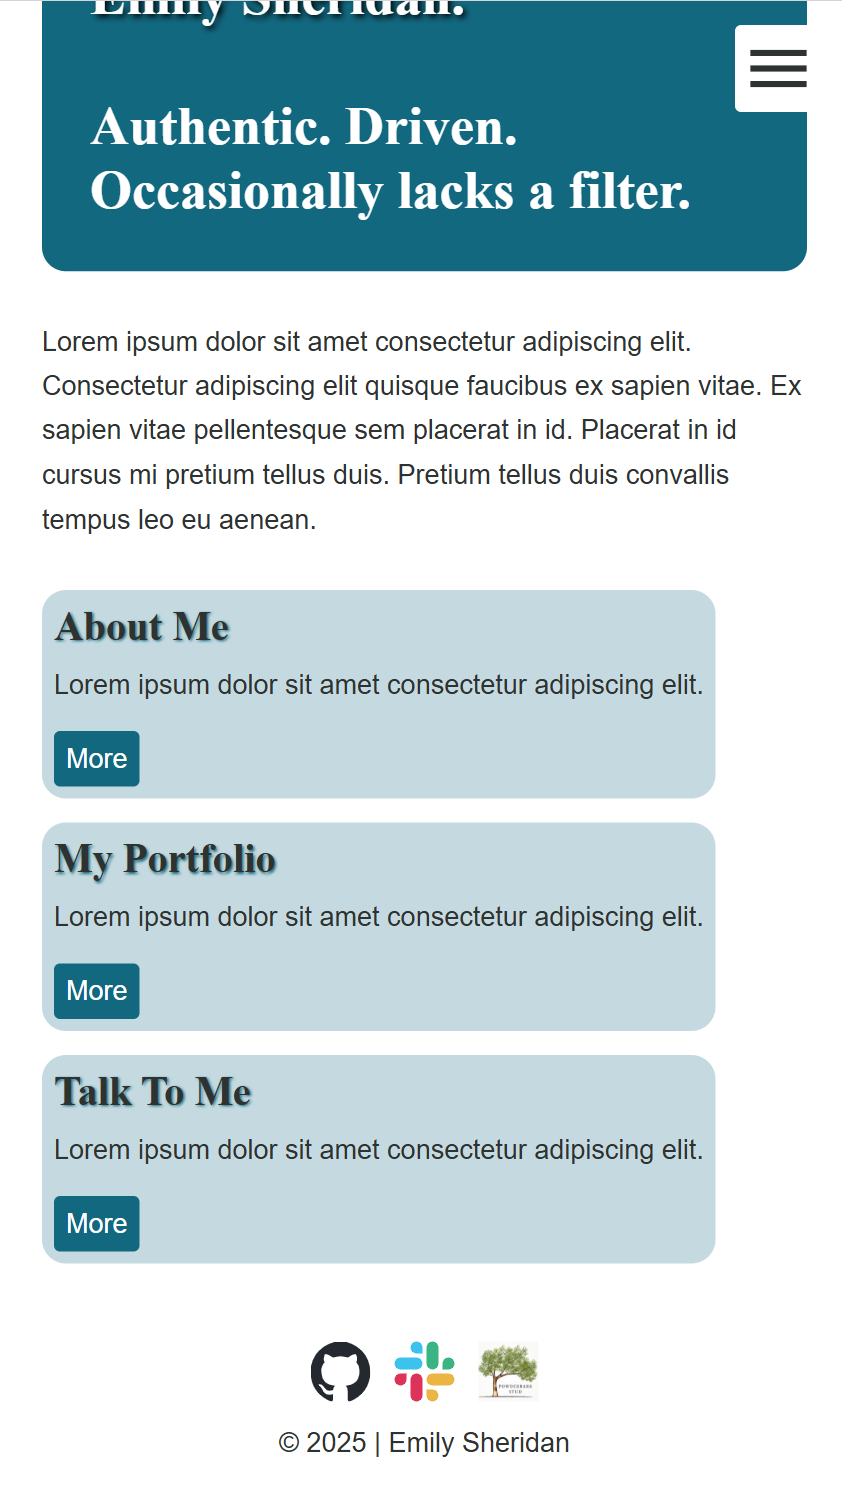 Emily Sheridan.
Authentic. Driven.
Occasionally lacks a filter.
Lorem ipsum dolor sit amet consectetur adipiscing elit.
Consectetur adipiscing elit quisque faucibus ex sapien vitae. Ex
sapien vitae pellentesque sem placerat in id. Placerat in id
cursus mi pretium tellus duis. Pretium tellus duis convallis
tempus leo eu aenean.
About Me
Lorem ipsum dolor sit amet consectetur adipiscing elit.
More
My Portfolio
Lorem ipsum dolor sit amet consectetur adipiscing elit.
More
Talk To Me
Lorem ipsum dolor sit amet consectetur adipiscing elit.
More
STUD
© 2025 | Emily Sheridan